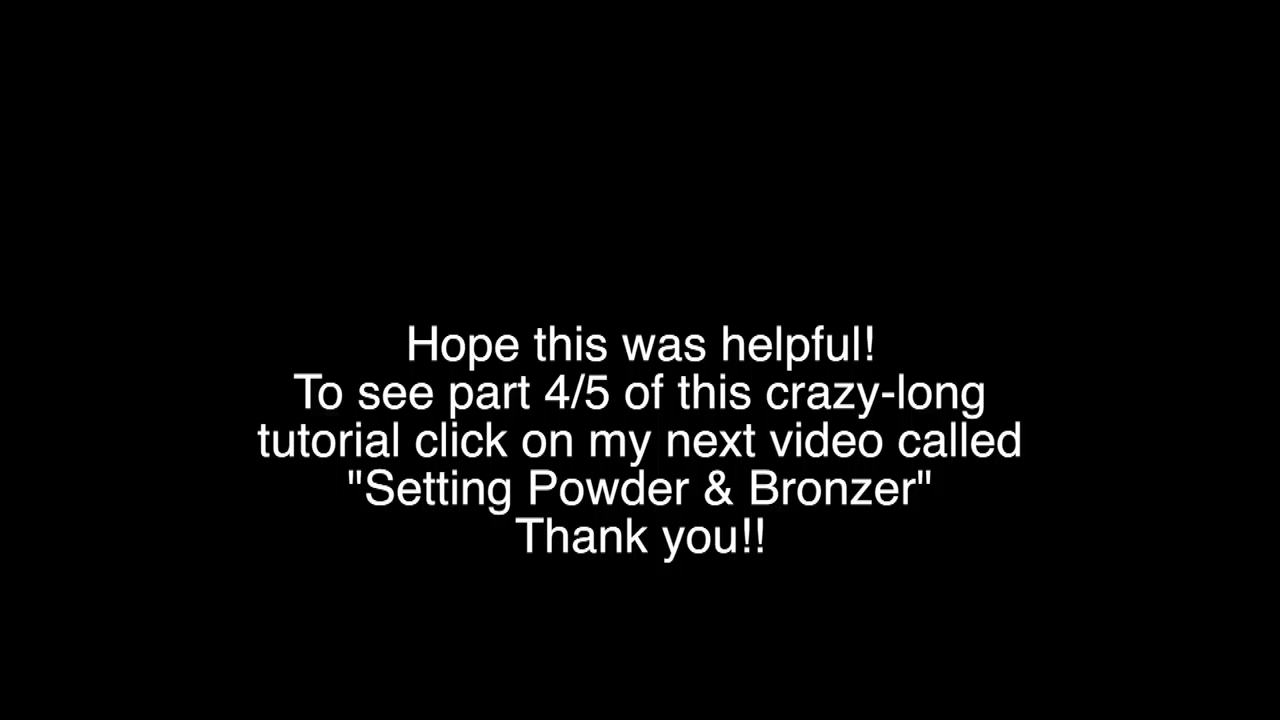 Hope this was helpful!
To see part 4/5 of this crazy-long
tutorial click on my next video called
"Setting Powder & Bronzer"
Thank you!!